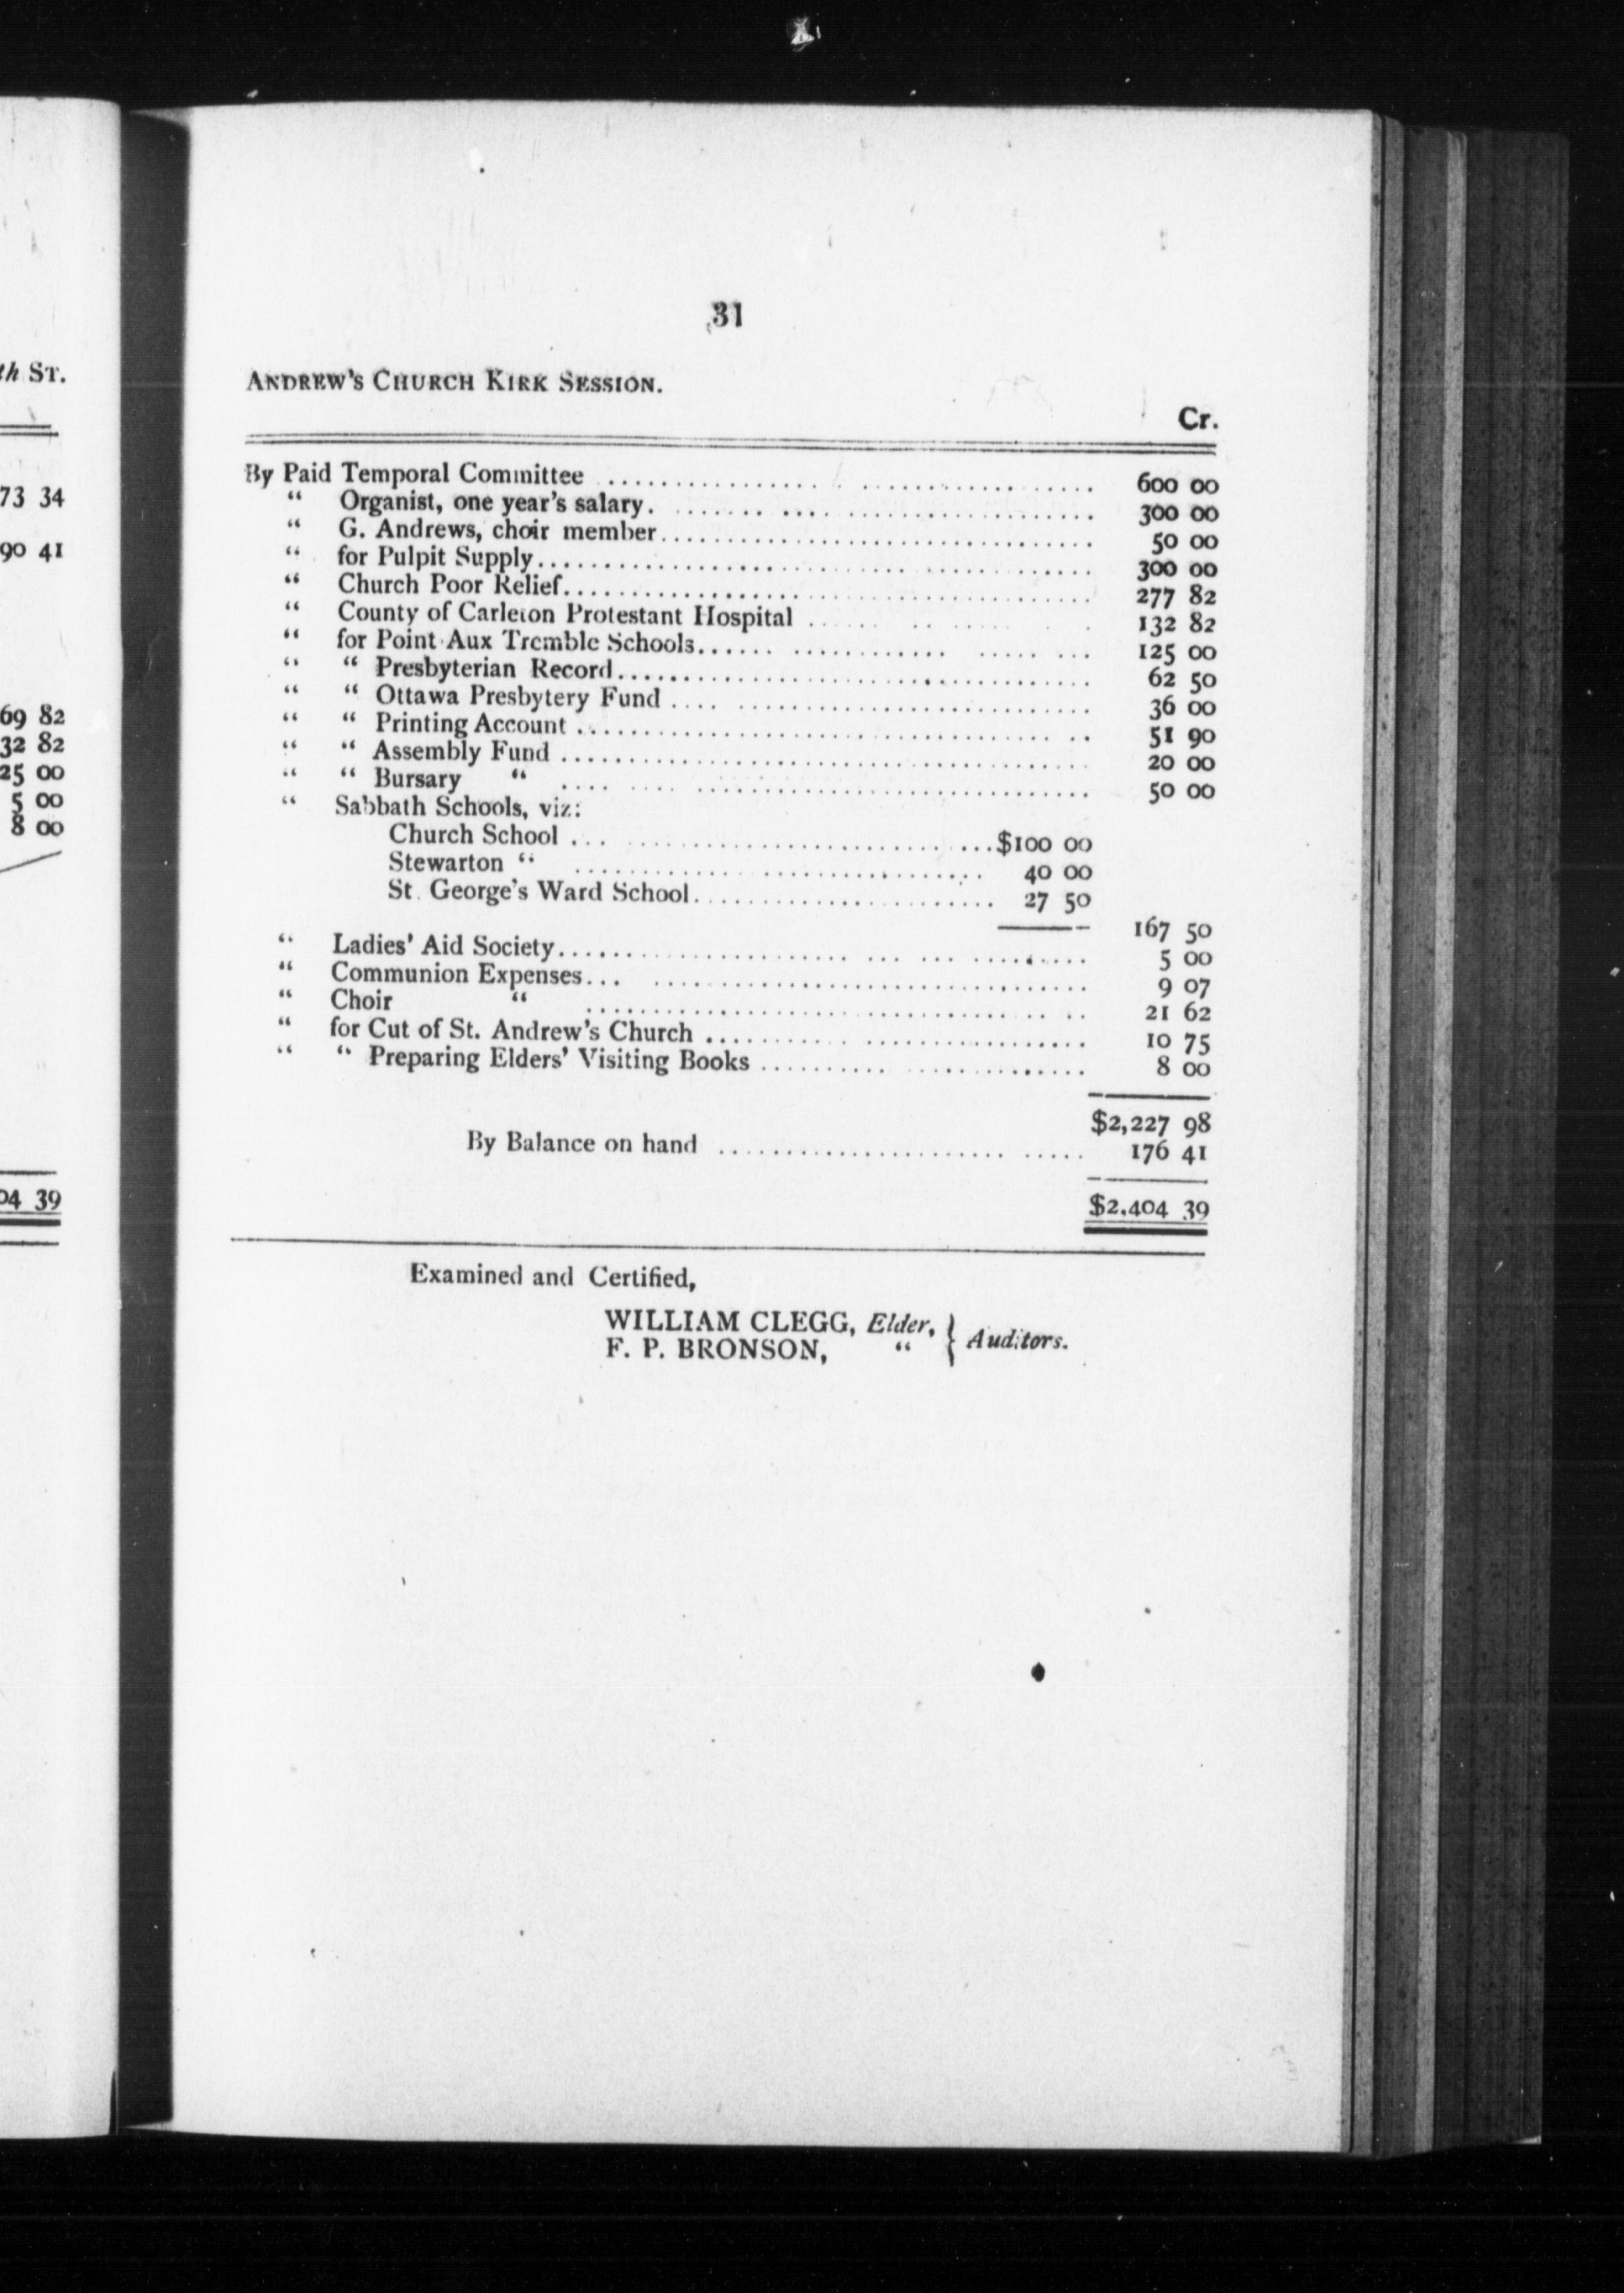 th ST.
73 34
90 41
69 82
32 82
25 00
5 00
8 00
04 39
31
ANDREW'S CHURCH KIRK SESSION.
Cr.
By Paid Temporal Committee 600 00
“ Organist, one year's salary. 300 00
“ G. Andrews, choir member 50 00
“ for Pulpit Supply 300 00
“ Church Poor Relief 277 82
“ County of Carleton Protestant Hospital 132 82
“ for Point Aux Tremble Schools 125 00
“ “ Presbyterian Record 62 50
“ “ Ottawa Presbytery Fund 36 00
“ “ Printing Account 51 90
“ “ Assembly Fund 20 00
“ “ Bursary “ 50 00
“ Sabbath Schools, viz:
Church School $100 00
Stewarton “ 40 00
St. George's Ward School 27 50
167 50
“ Ladies' Aid Society 5 00
“ Communion Expenses 9 07
“ Choir “ 21 62
“ for Cut of St. Andrew's Church 10 75
“ “ Preparing Elders' Visiting Books 8 00
$2,227 98
By Balance on hand 176 41
$2,404 39
Examined and Certified,
WILLIAM CLEGG, Elder, } Auditors.
F. P. BRONSON, “